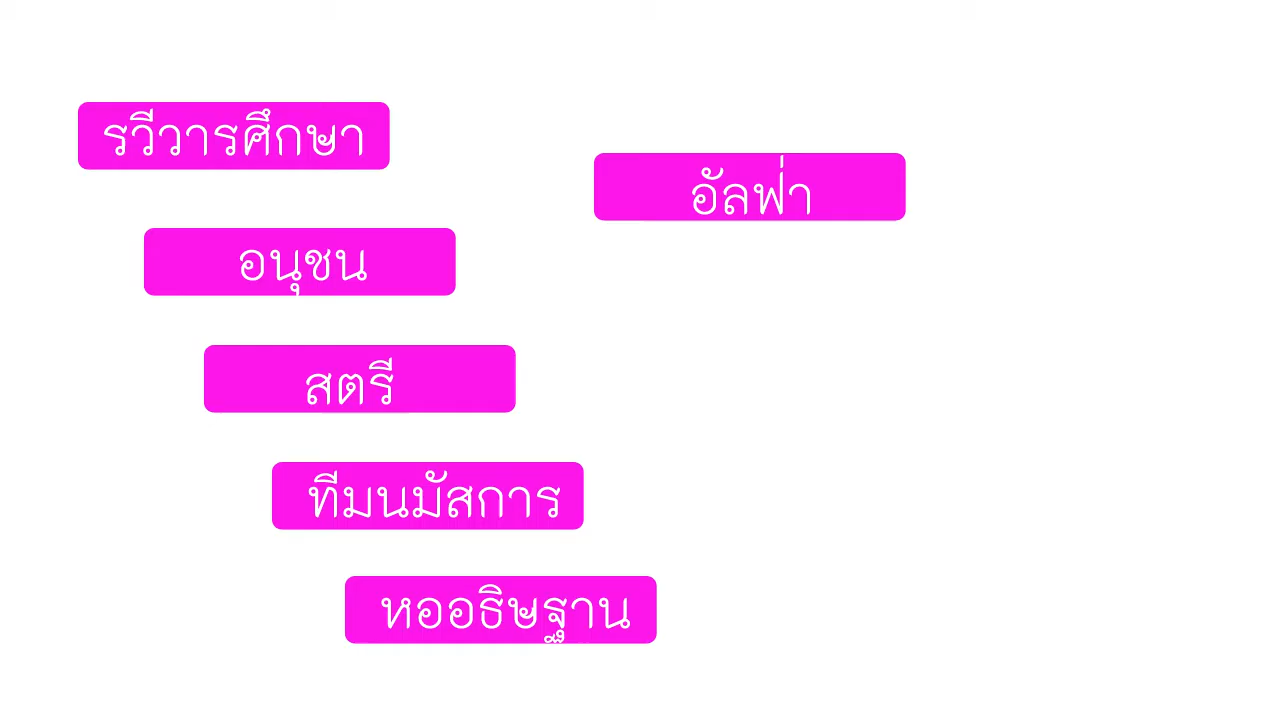 รวีวารศึกษา
อัลฟ่า
อนุชน
สตรี
ทีมนมัสการ
หออธิษฐาน